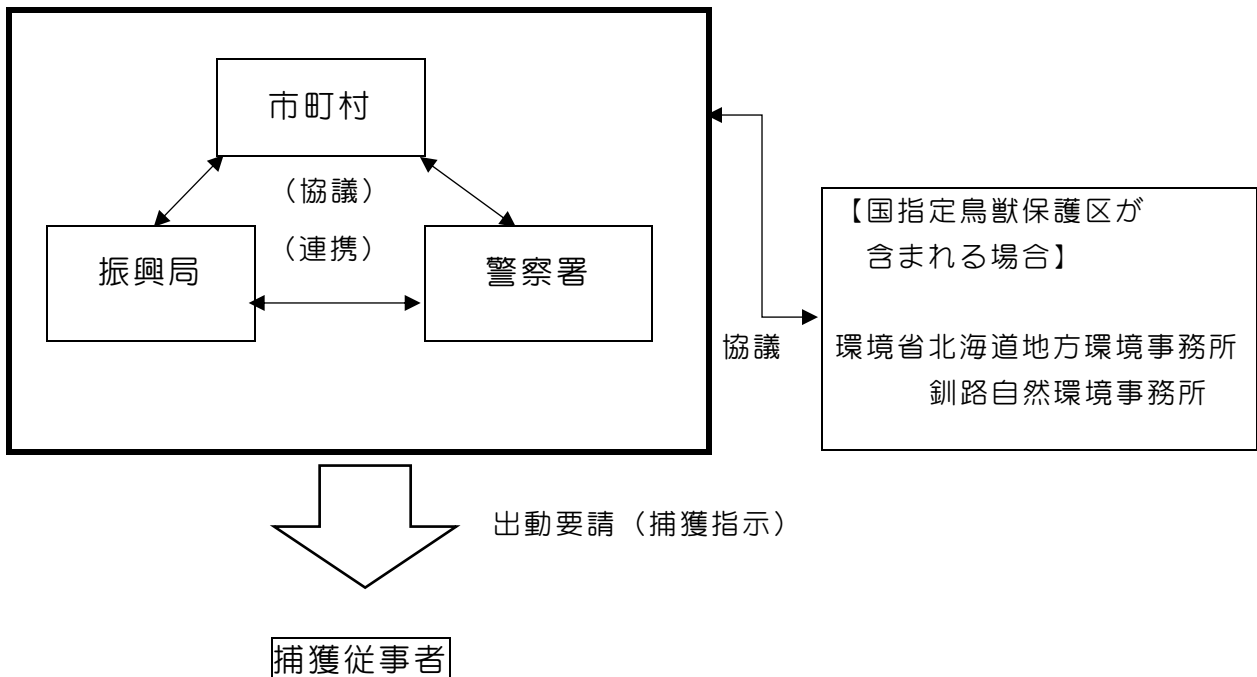 市町村
（協議）
（連携）
振興局
警察署
協議
【国指定鳥獣保護区が
含まれる場合】
環境省北海道地方環境事務所
釧路自然環境事務所
出動要請（捕獲指示）
捕獲従事者